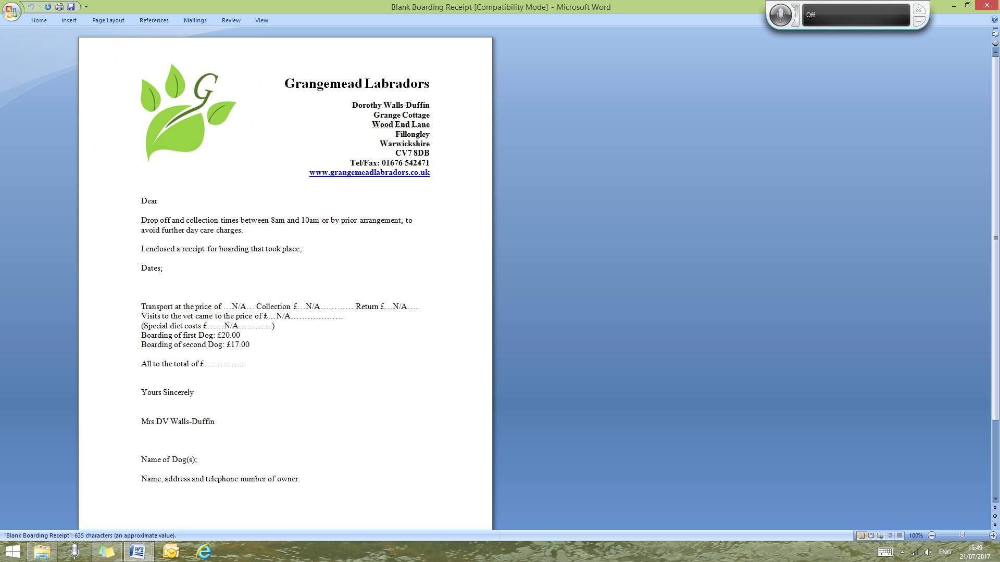 Blank Boarding Receipt [Compatibility Mode] - Microsoft Word
Off
Home Insert Page Layout References Mailings Review View
G
Grangemead Labradors
Dorothy Walls-Duffin
Grange Cottage
Wood End Lane
Fillongley
Warwickshire
CV7 8DB
Tel/Fax: 01676 542471
www.grangemeadlabradors.co.uk
Dear
Drop off and collection times between 8am and 10am or by prior arrangement, to
avoid further day care charges.
I enclosed a receipt for boarding that took place;
Dates;
Transport at the price of …N/A… Collection £…N/A………… Return £…N/A….
Visits to the vet came to the price of £…N/A……………….
(Special diet costs £……N/A…………)
Boarding of first Dog: £20.00
Boarding of second Dog: £17.00
All to the total of £…………..
Yours Sincerely
Mrs DV Walls-Duffin
Name of Dog(s);
Name, address and telephone number of owner:
"Blank Boarding Receipt": 635 characters (an approximate value).
100%
ENG
15:49
21/07/2017